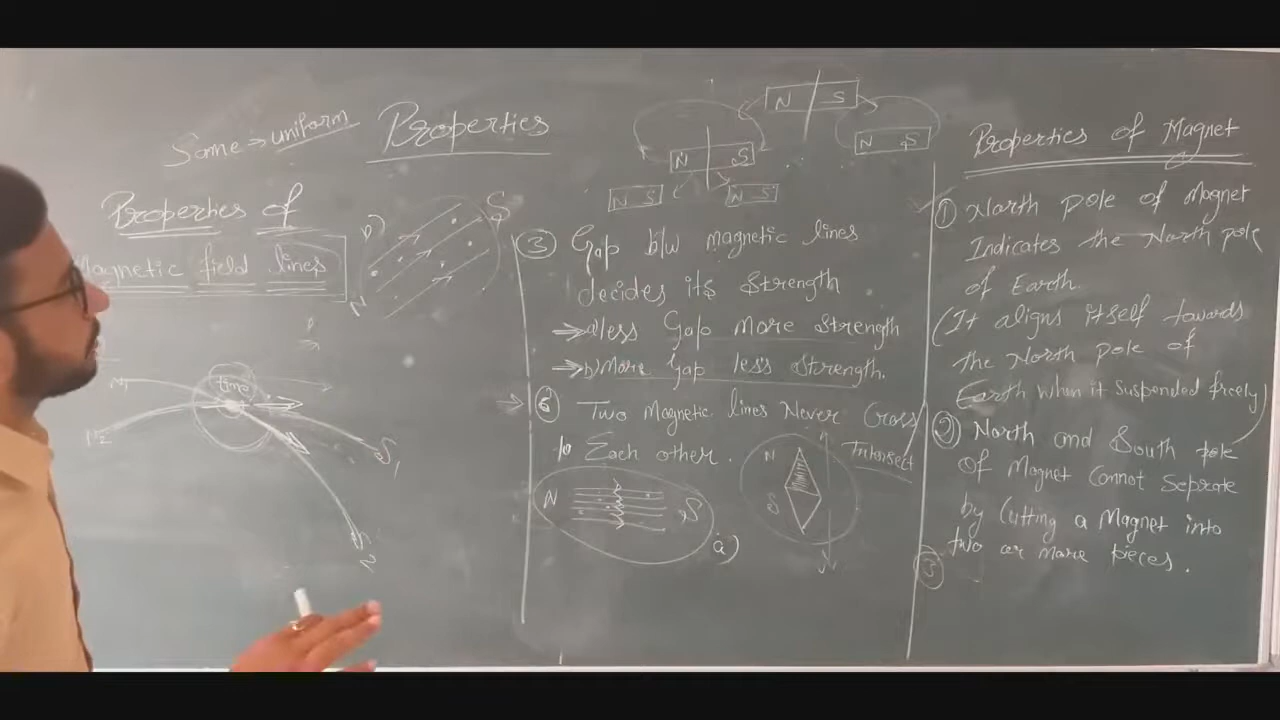 Same => uniform
Properties
Properties of
Magnetic field lines
b)
S
N
time
N1
N2
S1
S2
N S
N S
N S
N S
N S
③ Gap b/w magnetic lines
decides its strength
=> a) less Gap more strength
=> b) More Gap less strength.
⑥ Two Magnetic lines Never Cross
to Each other.
Intersect
N
S
a)
N
S
Properties of Magnet
① North pole of Magnet
Indicates the North pole
of Earth.
(It aligns itself towards
the North pole of
Earth when it suspended freely)
② North and South pole
of Magnet Cannot Seprate
by Cutting a Magnet into
two or more pieces.
③